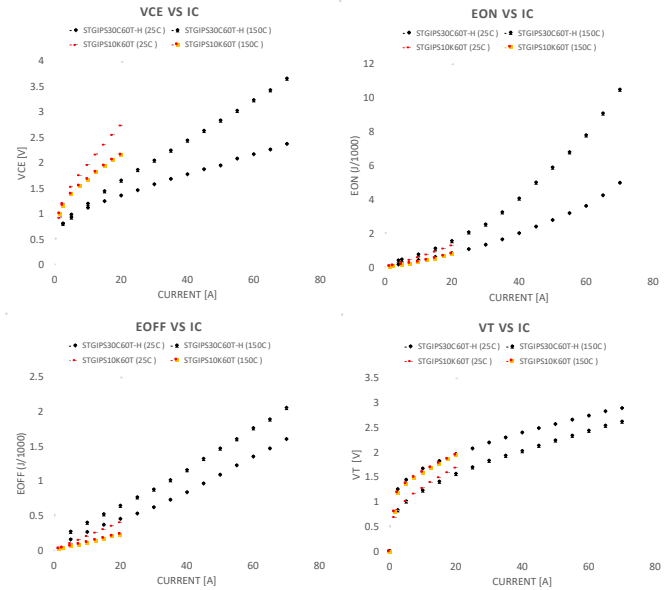 VCE VS IC
STGIPS30C60T-H (25C )
STGIPS30C60T-H (150C )
STGIPS10K60T (25C )
STGIPS10K60T (150C )
4
3.5
3
2.5
2
1.5
1
0.5
0
VCE [V]
0 20 40 60 80
CURRENT [A]
EON VS IC
STGIPS30C60T-H (25C )
STGIPS30C60T-H (150C )
STGIPS10K60T (25C )
STGIPS10K60T (150C )
12
10
8
6
4
2
0
EON (J/1000)
0 20 40 60 80
CURRENT [A]
EOFF VS IC
STGIPS30C60T-H (25C )
STGIPS30C60T-H (150C )
STGIPS10K60T (25C )
STGIPS10K60T (150C )
2.5
2
1.5
1
0.5
0
EOFF (J/1000)
0 20 40 60 80
CURRENT [A]
VT VS IC
STGIPS30C60T-H (25C )
STGIPS30C60T-H (150C )
STGIPS10K60T (25C )
STGIPS10K60T (150C )
3.5
3
2.5
2
1.5
1
0.5
0
VT [V]
0 20 40 60 80
CURRENT [A]